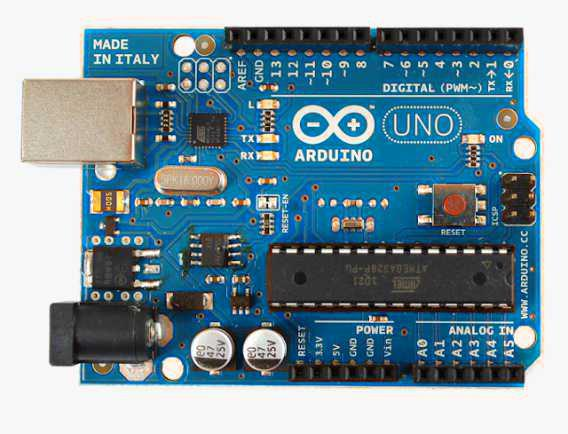 MADE
IN ITALY
AREF
GND
13
12
~11
~10
~9
8
7
~6
~5
4
~3
2
TX→1
RX←0
DIGITAL (PWM~)
L
TX
RX
ARDUINO
UNO
ON
SPK16.000Y
RESET-EN
RESET
ICSP
ATMEL
ATMEGA328P-PU
WWW.ARDUINO.CC
47
25V
47
25V
POWER
ANALOG IN
RESET
3.3V
5V
GND
GND
Vin
A0
A1
A2
A3
A4
A5